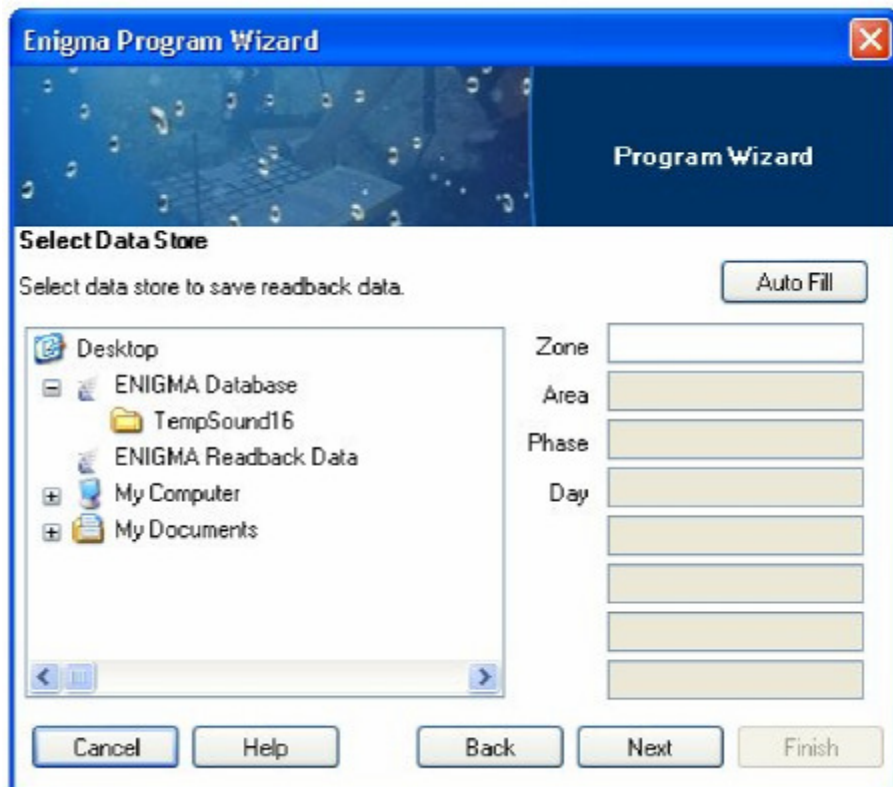 Enigma Program Wizard
Program Wizard
Select Data Store
Select data store to save readback data.
Auto Fill
Desktop
ENIGMA Database
TempSound16
ENIGMA Readback Data
My Computer
My Documents
Zone
Area
Phase
Day
Cancel
Help
Back
Next
Finish